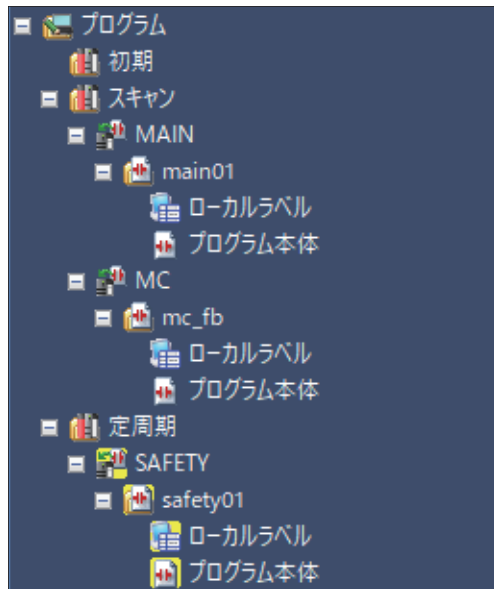 プログラム
初期
スキャン
MAIN
main01
ローカルラベル
プログラム本体
MC
mc_fb
ローカルラベル
プログラム本体
定周期
SAFETY
safety01
ローカルラベル
プログラム本体